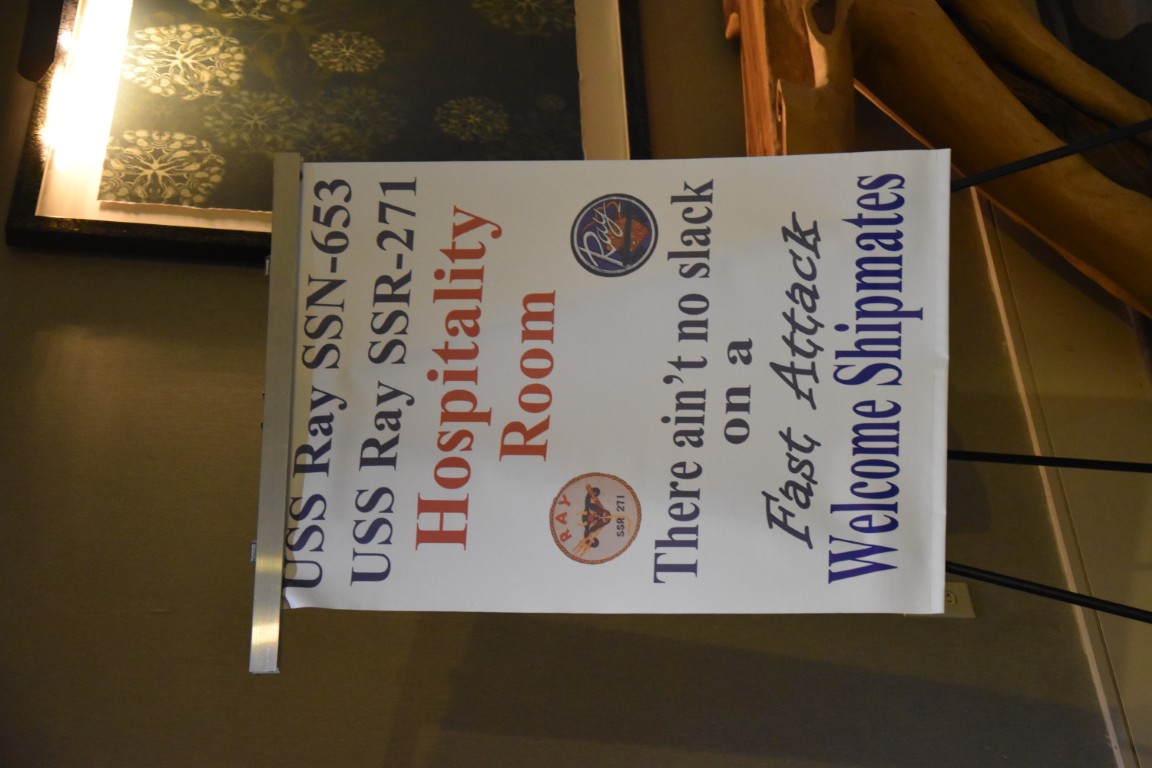 USS Ray SSN-653
USS Ray SSR-271
Hospitality
Room
RAY
SSR 271
Rays
There ain't no slack
on a
Fast Attack
Welcome Shipmates